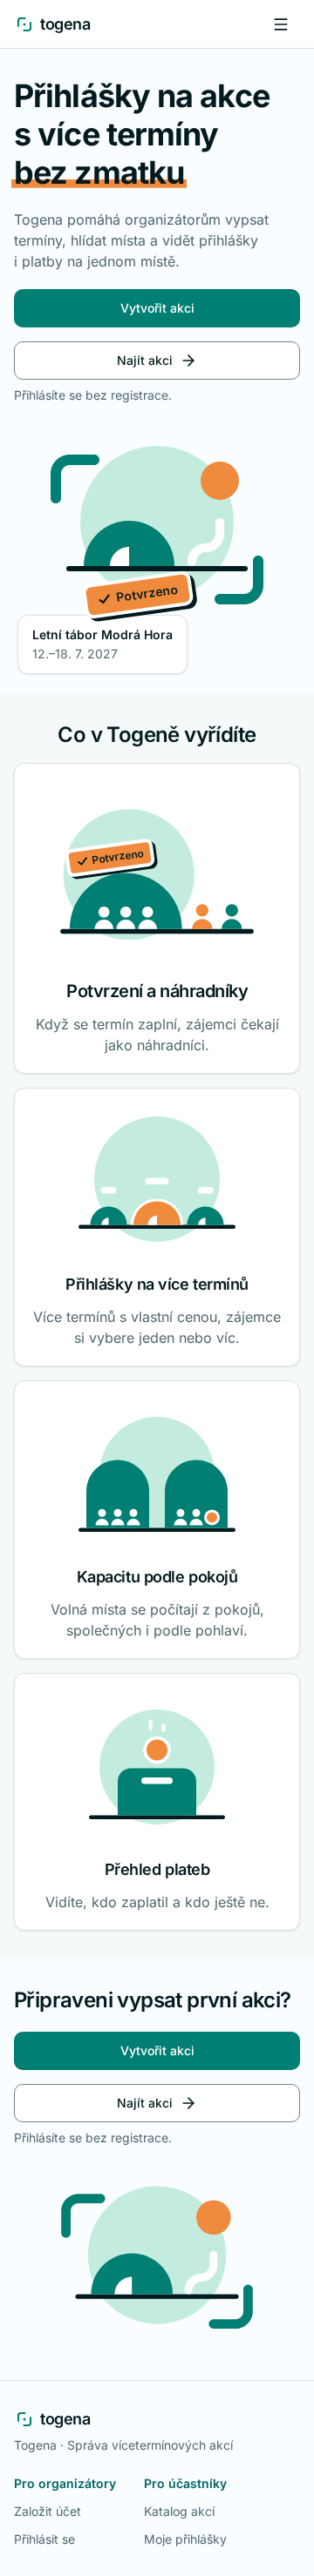 togena
Přihlášky na akce
s více termíny
bez zmatku
Togena pomáhá organizátorům vypsat
termíny, hlídat místa a vidět přihlášky
i platby na jednom místě.
Vytvořit akci
Najít akci
Přihlásíte se bez registrace.
Potvrzeno
Letní tábor Modrá Hora
12.–18. 7. 2027
Co v Togeně vyřídíte
Potvrzeno
Potvrzení a náhradníky
Když se termín zaplní, zájemci čekají
jako náhradníci.
Přihlášky na více termínů
Více termínů s vlastní cenou, zájemce
si vybere jeden nebo víc.
Kapacitu podle pokojů
Volná místa se počítají z pokojů,
společných i podle pohlaví.
Přehled plateb
Vidíte, kdo zaplatil a kdo ještě ne.
Připraveni vypsat první akci?
Vytvořit akci
Najít akci
Přihlásíte se bez registrace.
togena
Togena · Správa vícetermínových akcí
Pro organizátory
Pro účastníky
Založit účet
Katalog akcí
Přihlásit se
Moje přihlášky